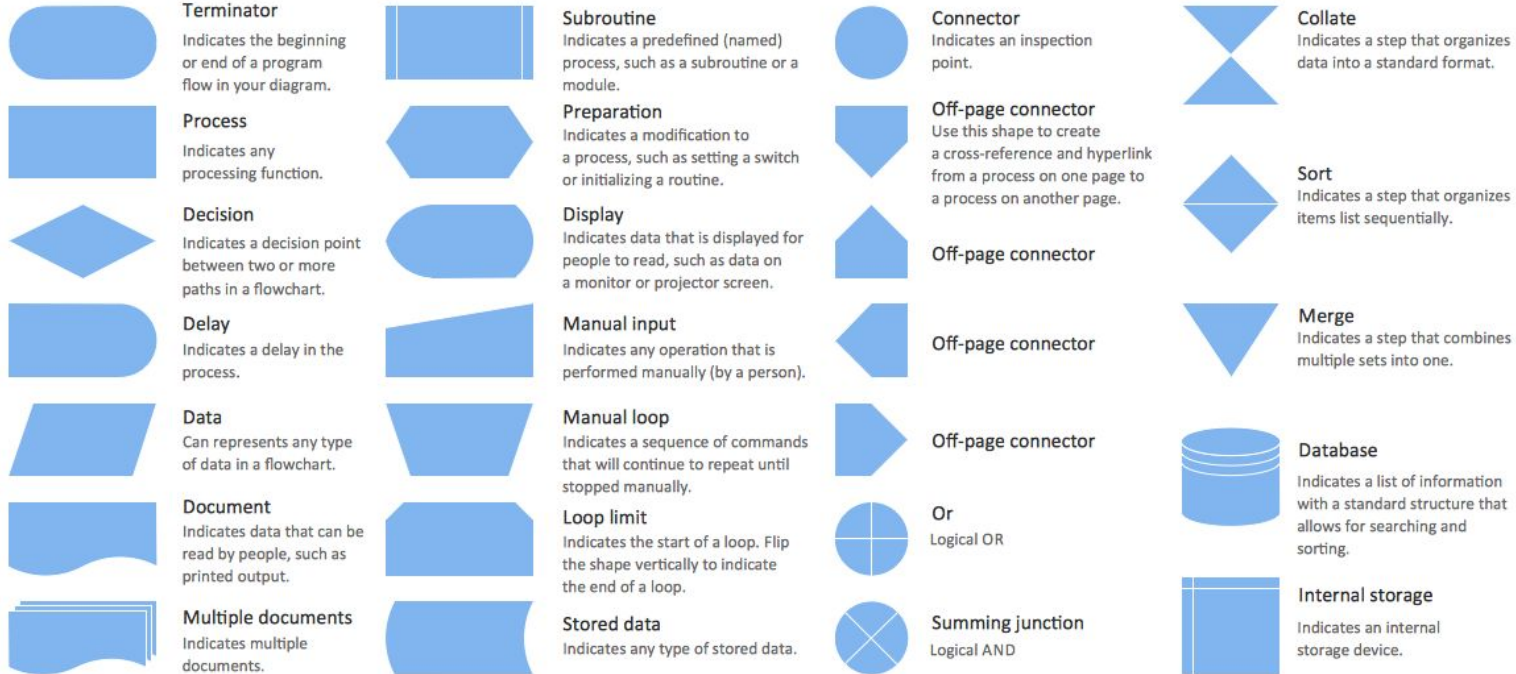 Terminator
Indicates the beginning
or end of a program
flow in your diagram.
Process
Indicates any
processing function.
Decision
Indicates a decision point
between two or more
paths in a flowchart.
Delay
Indicates a delay in the
process.
Data
Can represents any type
of data in a flowchart.
Document
Indicates data that can be
read by people, such as
printed output.
Multiple documents
Indicates multiple
documents.
Subroutine
Indicates a predefined (named)
process, such as a subroutine or a
module.
Preparation
Indicates a modification to
a process, such as setting a switch
or initializing a routine.
Display
Indicates data that is displayed for
people to read, such as data on
a monitor or projector screen.
Manual input
Indicates any operation that is
performed manually (by a person).
Manual loop
Indicates a sequence of commands
that will continue to repeat until
stopped manually.
Loop limit
Indicates the start of a loop. Flip
the shape vertically to indicate
the end of a loop.
Stored data
Indicates any type of stored data.
Connector
Indicates an inspection
point.
Off-page connector
Use this shape to create
a cross-reference and hyperlink
from a process on one page to
a process on another page.
Off-page connector
Off-page connector
Off-page connector
Or
Logical OR
Summing junction
Logical AND
Collate
Indicates a step that organizes
data into a standard format.
Sort
Indicates a step that organizes
items list sequentially.
Merge
Indicates a step that combines
multiple sets into one.
Database
Indicates a list of information
with a standard structure that
allows for searching and
sorting.
Internal storage
Indicates an internal
storage device.